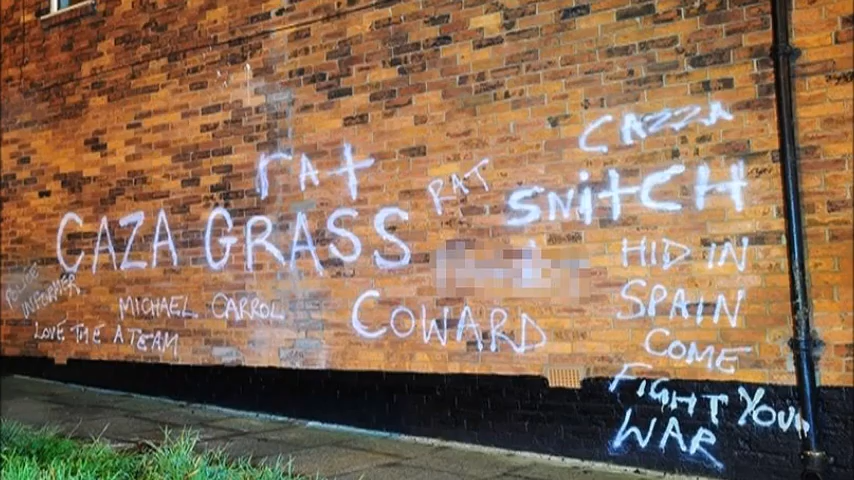 CAZZA
rat
RAT
SNitCH
CAZA GRASS
HID IN
POLICE
INFORMER
MICHAEL CARROL
SPAIN
COWARD
LOVE THE A TEAM
COME
FIGHT YOUR
WAR